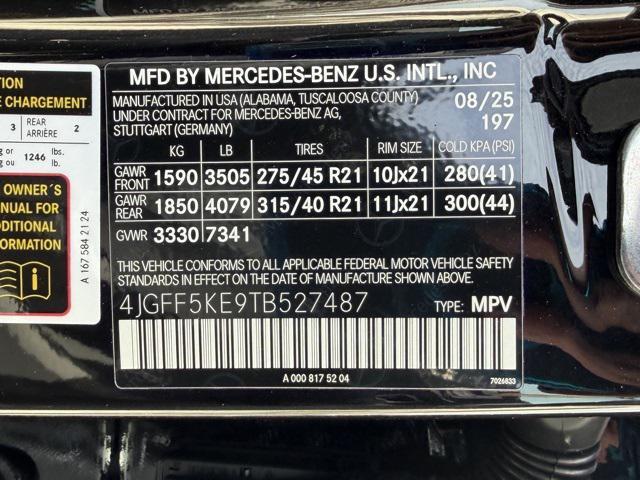 TION
E CHARGEMENT
3 REAR ARRIÈRE 2
g or ou 1246 lbs. lb.
OWNER´S
ANUAL FOR
DDITIONAL
FORMATION
A 167 584 21 24
MFD BY MERCEDES-BENZ U.S. INTL., INC
MANUFACTURED IN USA (ALABAMA, TUSCALOOSA COUNTY) 08/25
UNDER CONTRACT FOR MERCEDES-BENZ AG, 197
STUTTGART (GERMANY)
KG LB TIRES RIM SIZE COLD KPA(PSI)
GAWR FRONT 1590 3505 275/45 R21 10Jx21 280(41)
GAWR REAR 1850 4079 315/40 R21 11Jx21 300(44)
GVWR 3330 7341
THIS VEHICLE CONFORMS TO ALL APPLICABLE FEDERAL MOTOR VEHICLE SAFETY
STANDARDS IN EFFECT ON THE DATE OF MANUFACTURE SHOWN ABOVE.
4JGFF5KE9TB527487 TYPE: MPV
A 000 817 52 04 7026833